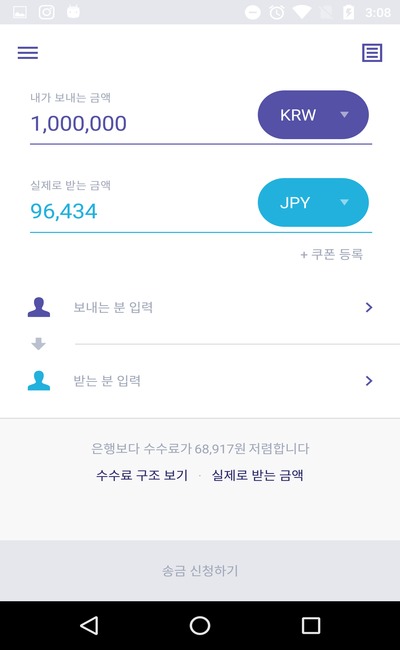 3:08
내가 보내는 금액
1,000,000
KRW
실제로 받는 금액
96,434
JPY
+ 쿠폰 등록
보내는 분 입력
받는 분 입력
은행보다 수수료가 68,917원 저렴합니다
수수료 구조 보기 · 실제로 받는 금액
송금 신청하기